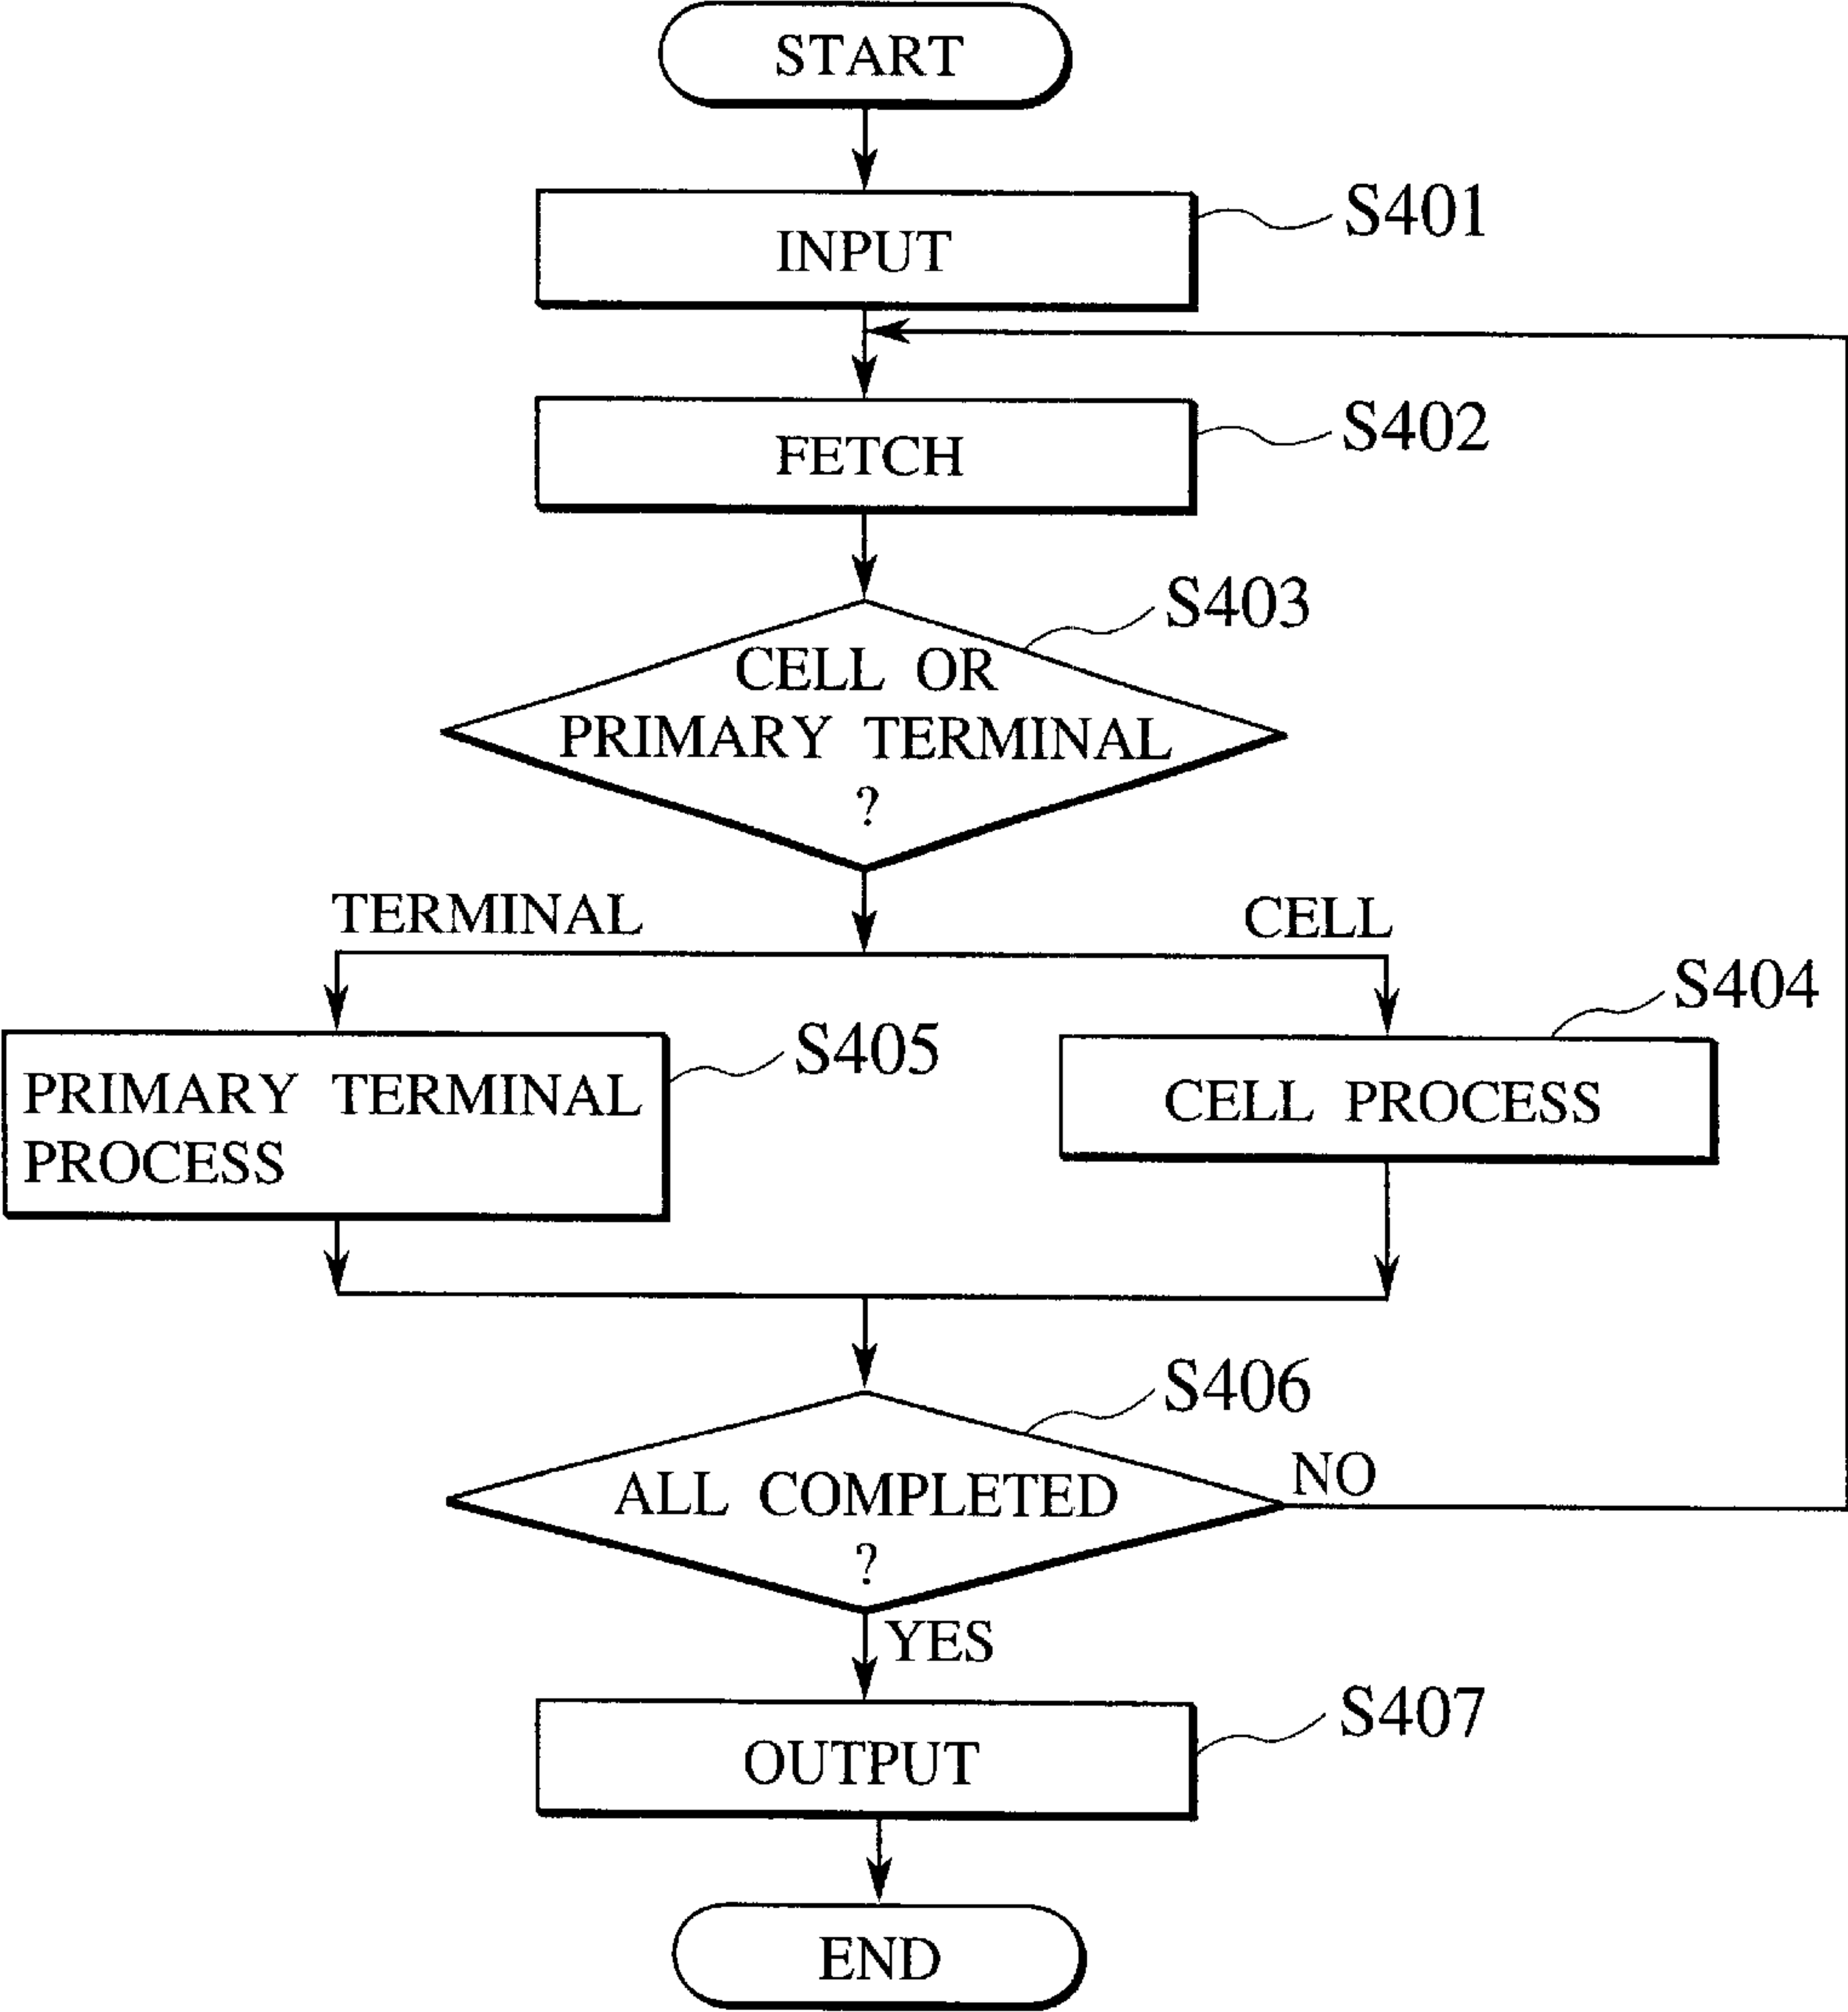 START
INPUT
S401
FETCH
S402
S403
CELL OR
PRIMARY TERMINAL
?
TERMINAL
CELL
S404
S405
PRIMARY TERMINAL
PROCESS
CELL PROCESS
S406
ALL COMPLETED
?
NO
YES
S407
OUTPUT
END